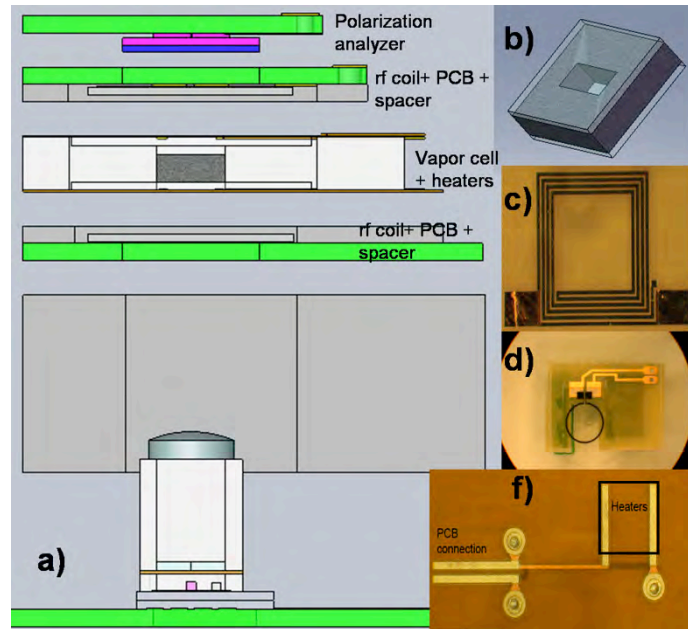 Polarization
analyzer
b)
rf coil+ PCB +
spacer
Vapor cell
+ heaters
c)
rf coil+ PCB +
spacer
d)
f)
Heaters
PCB
connection
a)